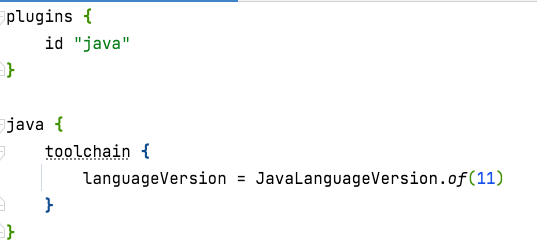 plugins {
    id "java"
}
java {
    toolchain {
        languageVersion = JavaLanguageVersion.of(11)
    }
}